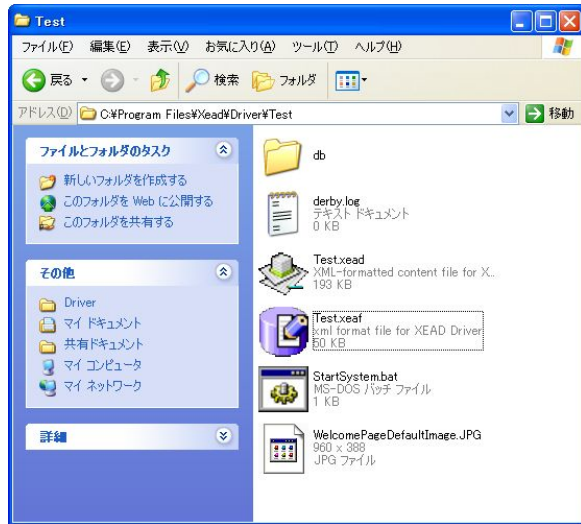 Test
ファイル(F) 編集(E) 表示(V) お気に入り(A) ツール(T) ヘルプ(H)
戻る 検索 フォルダ
アドレス(D) C:¥Program Files¥Xead¥Driver¥Test 移動
ファイルとフォルダのタスク
新しいフォルダを作成する
このフォルダを Web に公開する
このフォルダを共有する
その他
Driver
マイ ドキュメント
共有ドキュメント
マイ コンピュータ
マイ ネットワーク
詳細
db
derby.log
テキスト ドキュメント
0 KB
Test.xead
XML-formatted content file for X...
193 KB
Test.xeaf
xml format file for XEAD Driver
60 KB
StartSystem.bat
MS-DOS バッチ ファイル
1 KB
WelcomePageDefaultImage.JPG
960 x 388
JPG ファイル